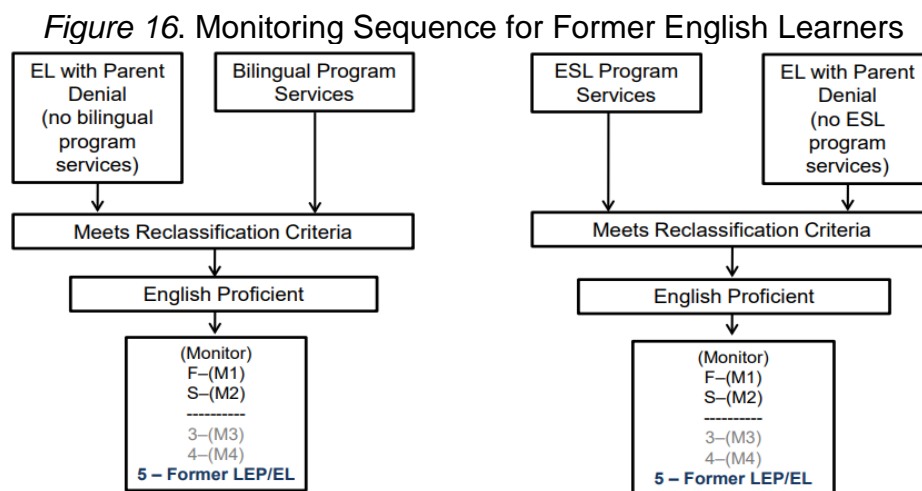 Figure 16. Monitoring Sequence for Former English Learners
EL with Parent
Denial
(no bilingual
program
services)
Bilingual Program
Services
Meets Reclassification Criteria
English Proficient
(Monitor)
F–(M1)
S–(M2)
----------
3–(M3)
4–(M4)
5 – Former LEP/EL
ESL Program
Services
EL with Parent
Denial
(no ESL
program
services)
Meets Reclassification Criteria
English Proficient
(Monitor)
F–(M1)
S–(M2)
----------
3–(M3)
4–(M4)
5 – Former LEP/EL